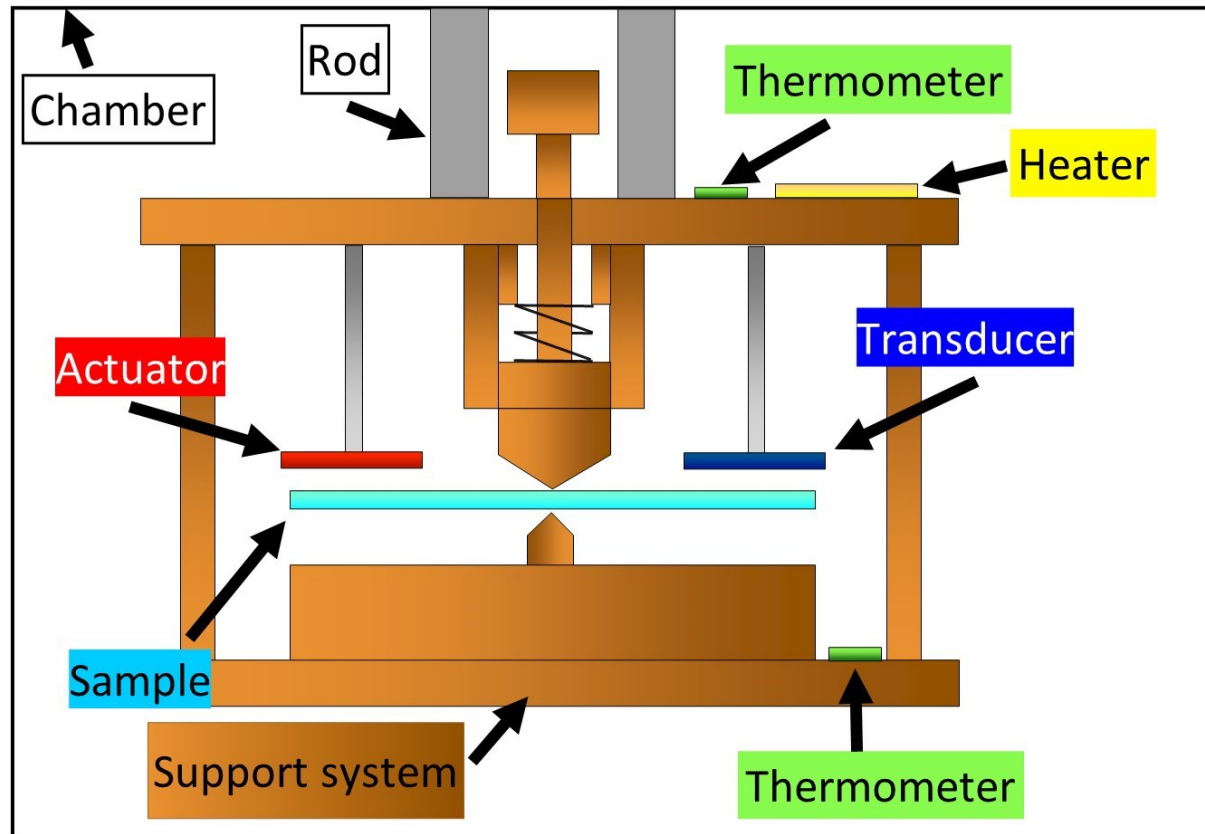 Rod
Thermometer
Chamber
Heater
Transducer
Actuator
Sample
Support system
Thermometer